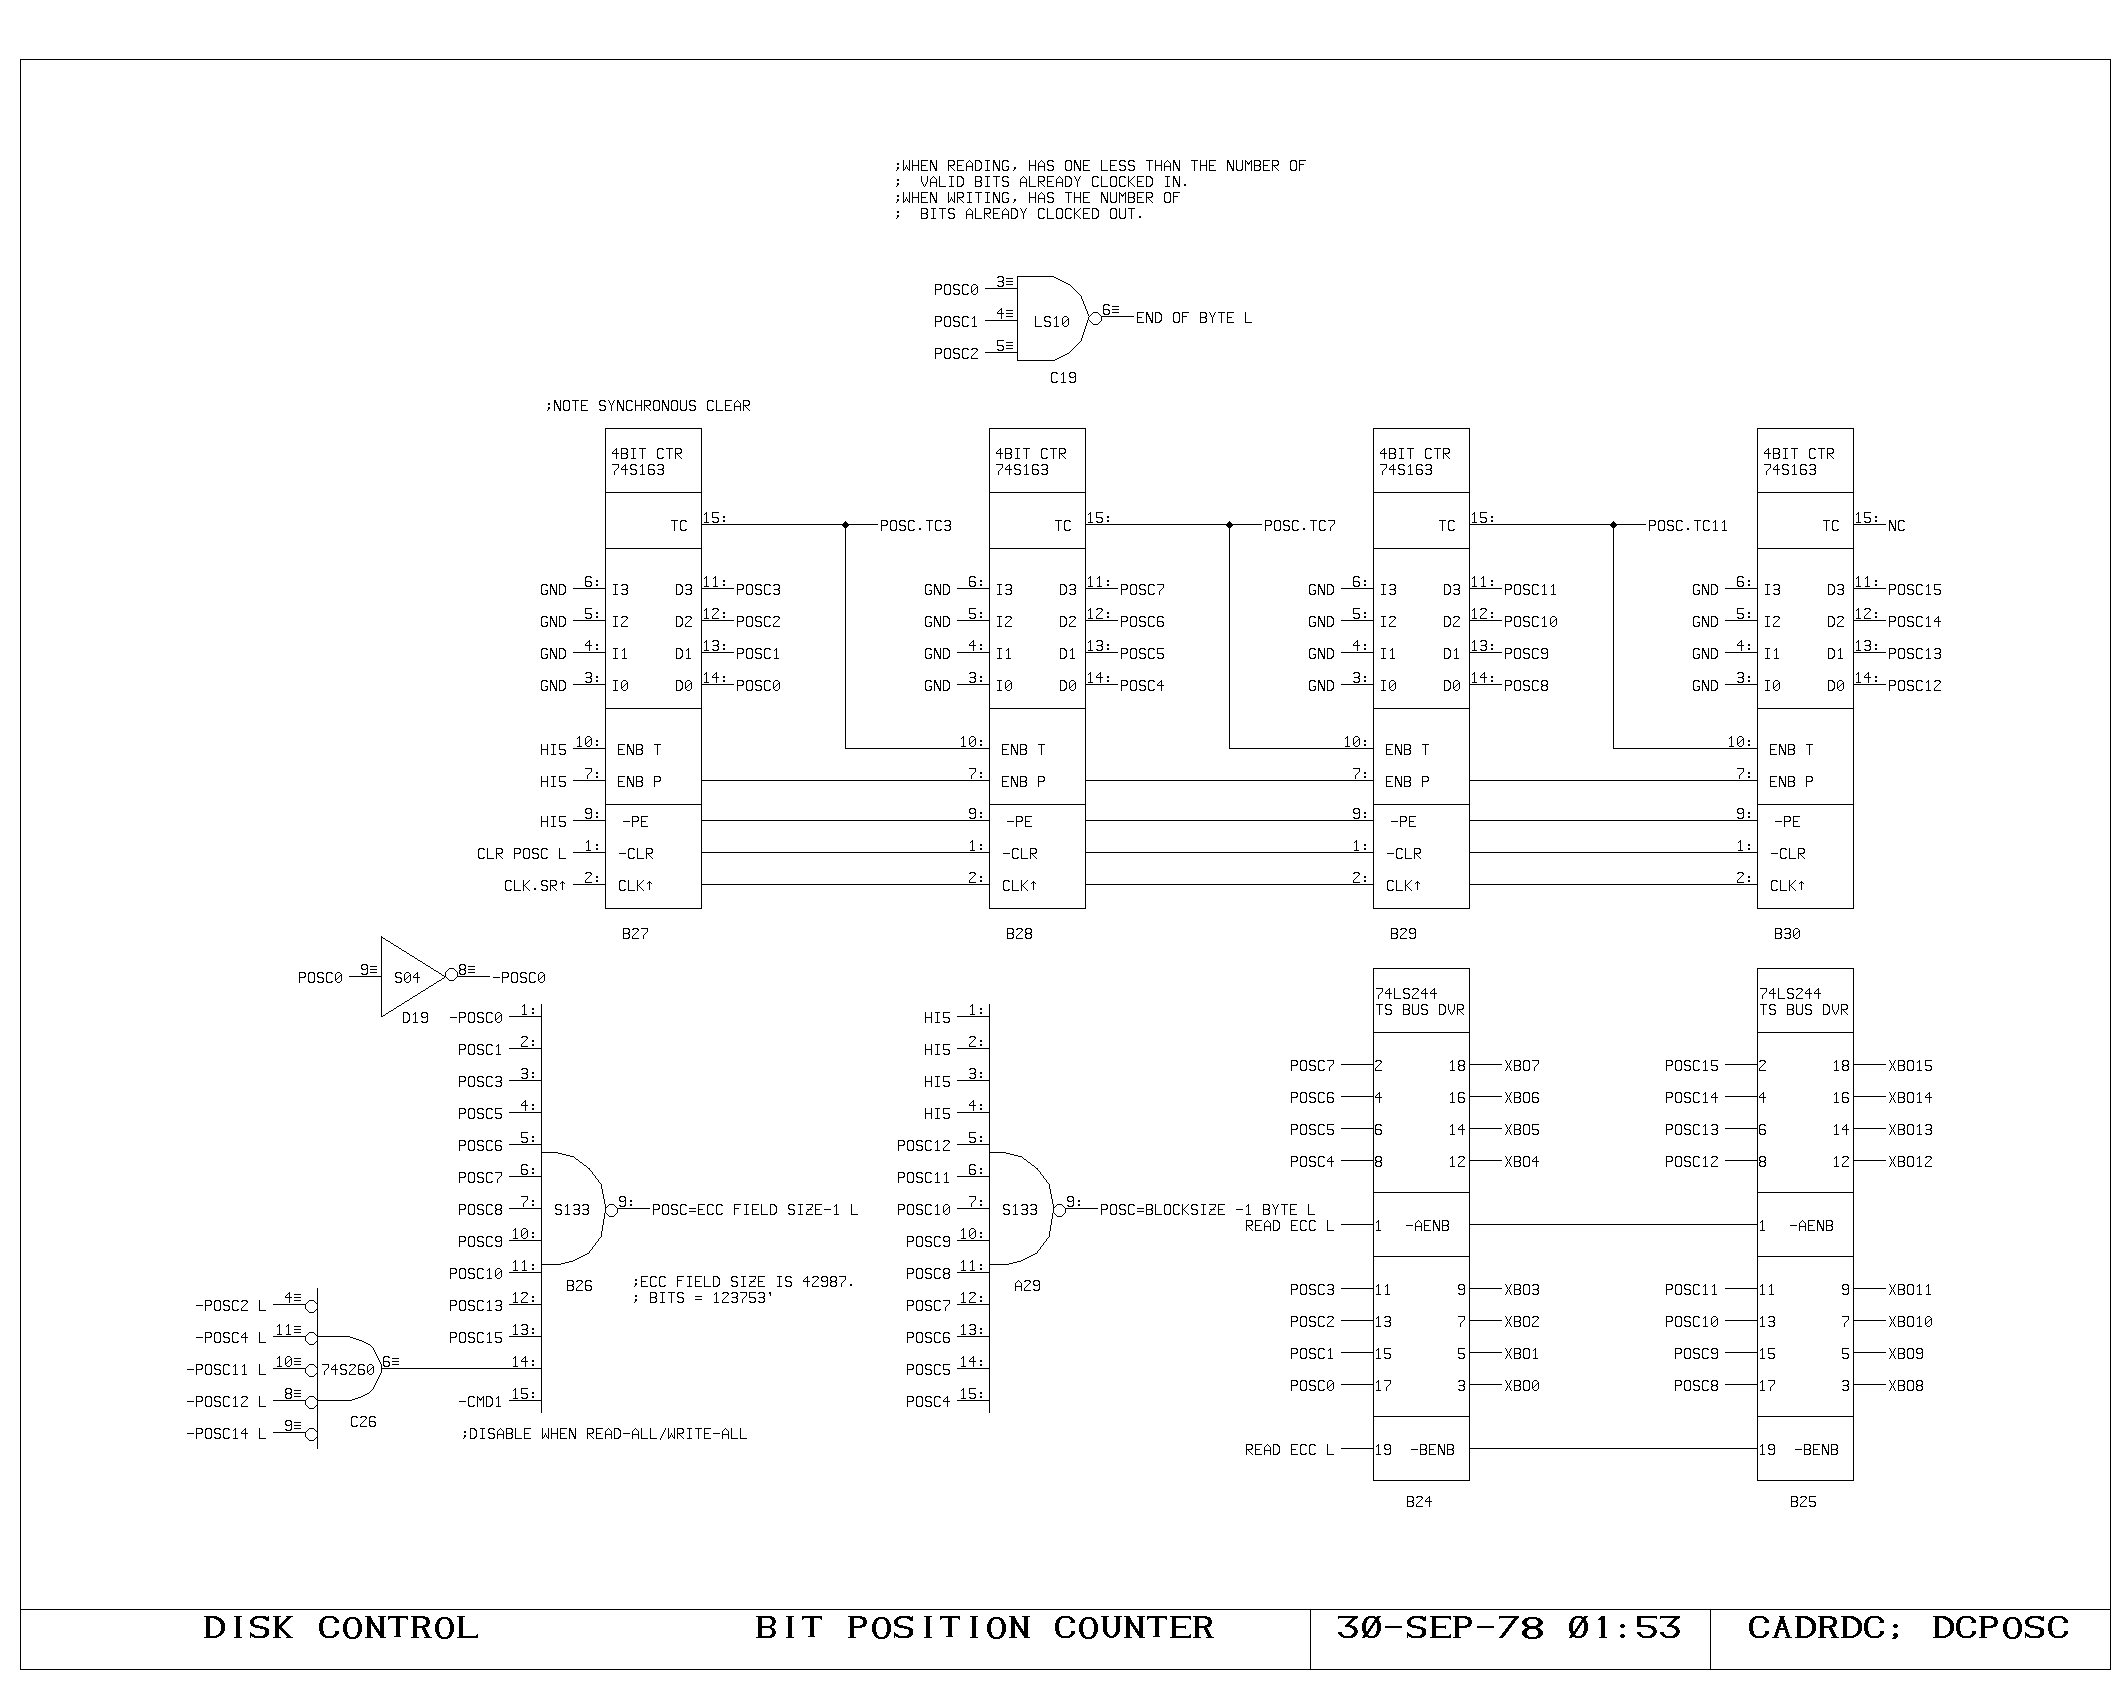 ;WHEN READING, HAS ONE LESS THAN THE NUMBER OF
;  VALID BITS ALREADY CLOCKED IN.
;WHEN WRITING, HAS THE NUMBER OF
;  BITS ALREADY CLOCKED OUT.
POSC0 3≡
POSC1 4≡ LS10 6≡ END OF BYTE L
POSC2 5≡
C19
;NOTE SYNCHRONOUS CLEAR
4BIT CTR 4BIT CTR 4BIT CTR 4BIT CTR
74S163 74S163 74S163 74S163
TC 15: POSC.TC3 TC 15: POSC.TC7 TC 15: POSC.TC11 TC 15: NC
GND 6: I3 D3 11: POSC3 GND 6: I3 D3 11: POSC7 GND 6: I3 D3 11: POSC11 GND 6: I3 D3 11: POSC15
GND 5: I2 D2 12: POSC2 GND 5: I2 D2 12: POSC6 GND 5: I2 D2 12: POSC10 GND 5: I2 D2 12: POSC14
GND 4: I1 D1 13: POSC1 GND 4: I1 D1 13: POSC5 GND 4: I1 D1 13: POSC9 GND 4: I1 D1 13: POSC13
GND 3: I0 D0 14: POSC0 GND 3: I0 D0 14: POSC4 GND 3: I0 D0 14: POSC8 GND 3: I0 D0 14: POSC12
HI5 10: ENB T 10: ENB T 10: ENB T 10: ENB T
HI5 7: ENB P 7: ENB P 7: ENB P 7: ENB P
HI5 9: -PE 9: -PE 9: -PE 9: -PE
CLR POSC L 1: -CLR 1: -CLR 1: -CLR 1: -CLR
CLK.SR↑ 2: CLK↑ 2: CLK↑ 2: CLK↑ 2: CLK↑
B27 B28 B29 B30
POSC0 9≡ S04 8≡ -POSC0
D19
-POSC0 1:
POSC1 2:
POSC3 3:
POSC5 4:
POSC6 5:
POSC7 6:
POSC8 7: S133 9: POSC=ECC FIELD SIZE-1 L
POSC9 10:
POSC10 11: B26
;ECC FIELD SIZE IS 42987.
; BITS = 123753'
POSC13 12:
POSC15 13:
14:
-CMD1 15:
;DISABLE WHEN READ-ALL/WRITE-ALL
-POSC2 L 4≡
-POSC4 L 11≡
-POSC11 L 10≡ 74S260 6≡
-POSC12 L 8≡
C26
-POSC14 L 9≡
HI5 1:
HI5 2:
HI5 3:
HI5 4:
POSC12 5:
POSC11 6:
POSC10 7: S133 9: POSC=BLOCKSIZE -1 BYTE L
POSC9 10:
POSC8 11: A29
POSC7 12:
POSC6 13:
POSC5 14:
POSC4 15:
74LS244 74LS244
TS BUS DVR TS BUS DVR
POSC7 2 18 XBO7 POSC15 2 18 XBO15
POSC6 4 16 XBO6 POSC14 4 16 XBO14
POSC5 6 14 XBO5 POSC13 6 14 XBO13
POSC4 8 12 XBO4 POSC12 8 12 XBO12
READ ECC L 1 -AENB 1 -AENB
POSC3 11 9 XBO3 POSC11 11 9 XBO11
POSC2 13 7 XBO2 POSC10 13 7 XBO10
POSC1 15 5 XBO1 POSC9 15 5 XBO9
POSC0 17 3 XBO0 POSC8 17 3 XBO8
READ ECC L 19 -BENB 19 -BENB
B24 B25
DISK CONTROL BIT POSITION COUNTER 30-SEP-78 01:53 CADRDC; DCPOSC